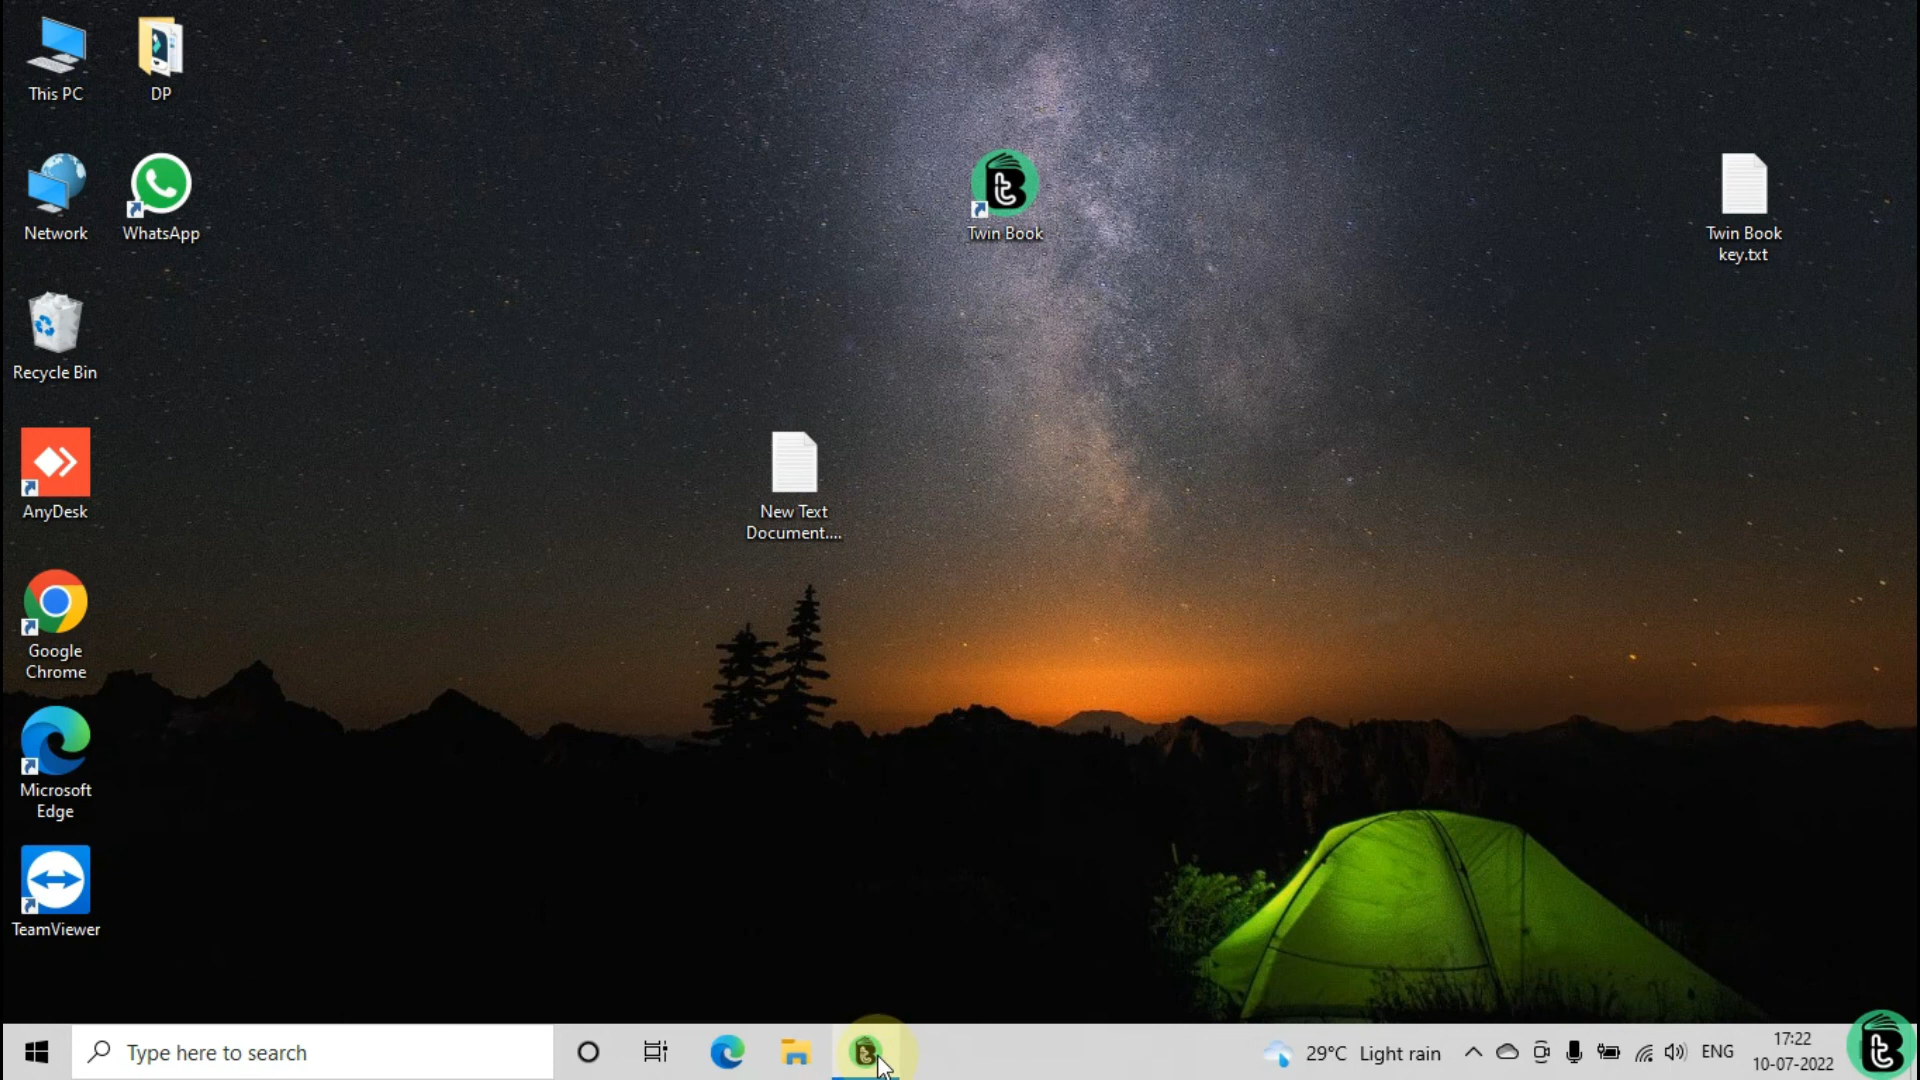 This PC
DP
Network
WhatsApp
Twin Book
Twin Book
key.txt
Recycle Bin
AnyDesk
New Text
Document....
Google
Chrome
Microsoft
Edge
TeamViewer
Type here to search
29°C Light rain
ENG
17:22
10-07-2022